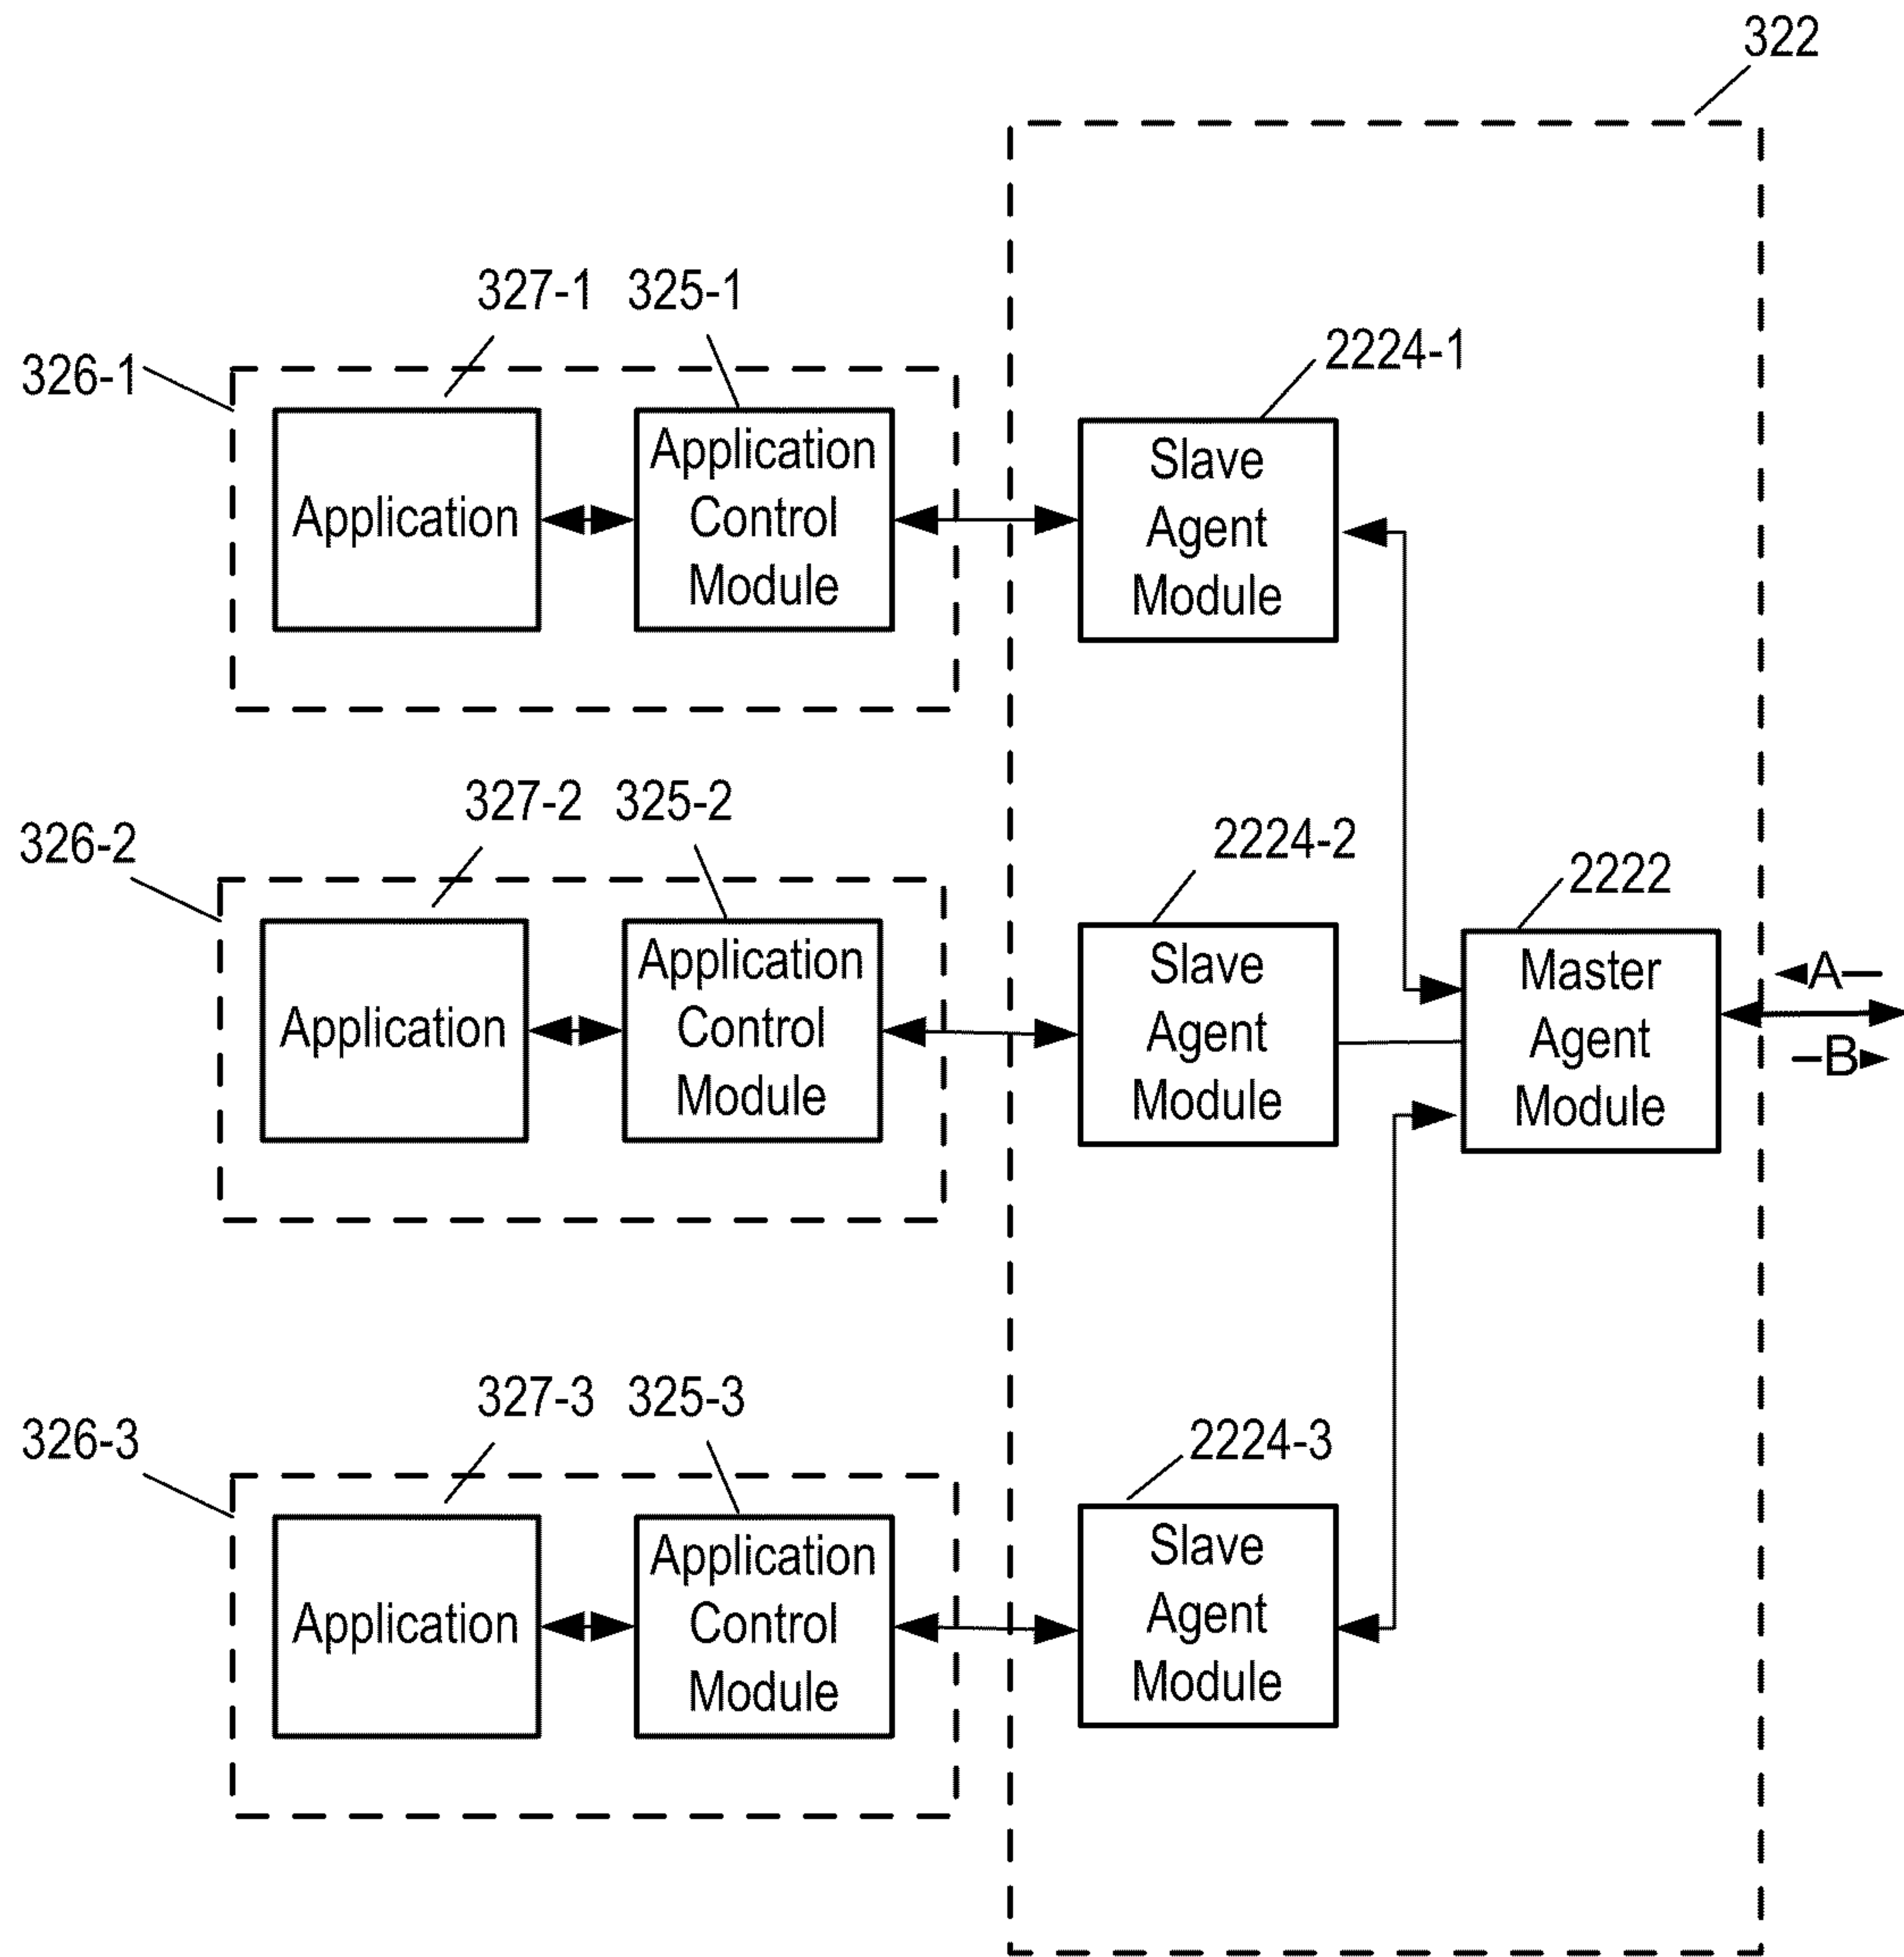 322
327-1
325-1
326-1
2224-1
Application
Application
Control
Module
Slave
Agent
Module
327-2
325-2
326-2
2224-2
2222
Application
Application
Control
Module
Slave
Agent
Module
Master
Agent
Module
A
B
327-3
325-3
326-3
2224-3
Application
Application
Control
Module
Slave
Agent
Module